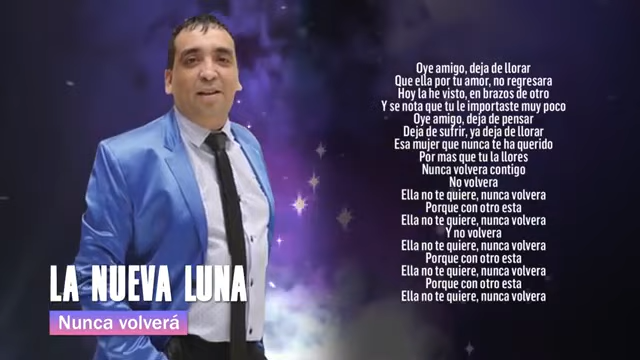 Oye amigo, deja de llorar
Que ella por tu amor, no regresara
Hoy la he visto, en brazos de otro
Y se nota que tu le importaste muy poco
Oye amigo, deja de pensar
Deja de sufrir, ya deja de llorar
Esa mujer que nunca te ha querido
Por mas que tu la llores
Nunca volvera contigo
No volvera
Ella no te quiere, nunca volvera
Porque con otro esta
Ella no te quiere, nunca volvera
Y no volvera
Ella no te quiere, nunca volvera
Porque con otro esta
Ella no te quiere, nunca volvera
Porque con otro esta
Ella no te quiere, nunca volvera
LA NUEVA LUNA
Nunca volverá